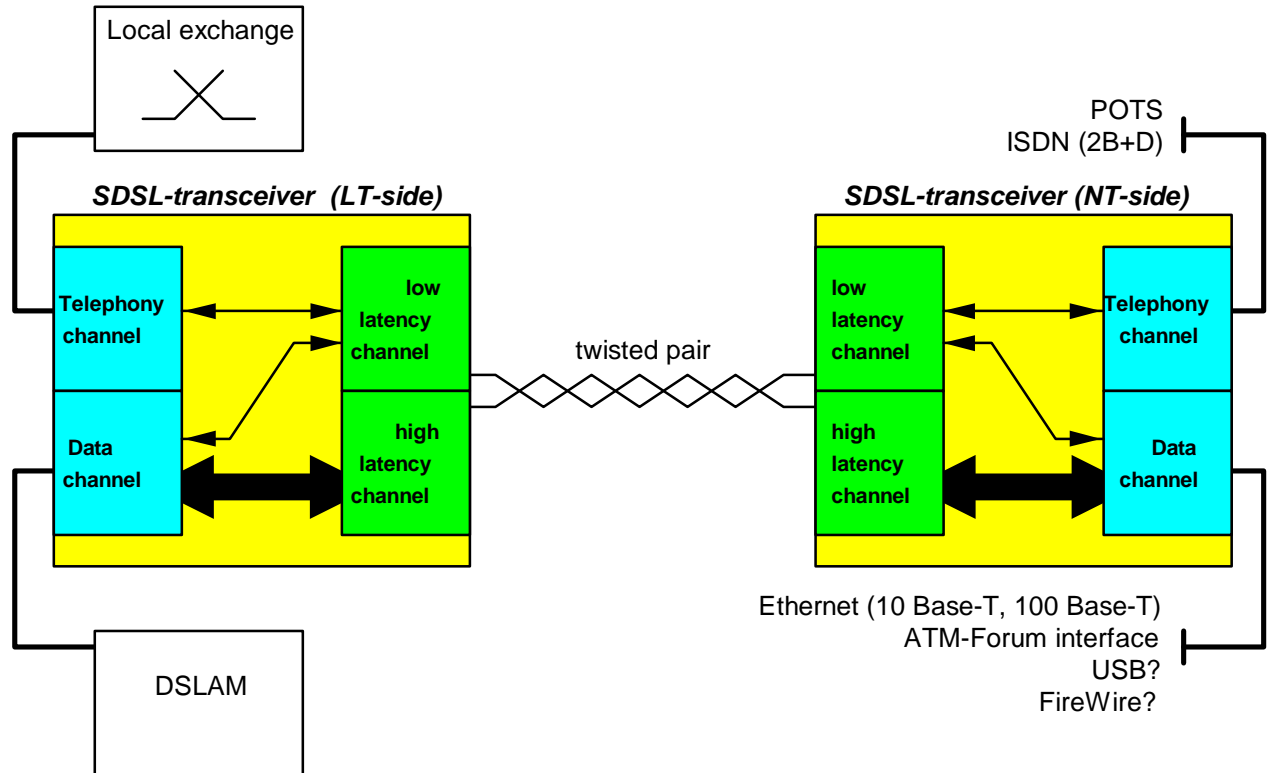 Local exchange
POTS
ISDN (2B+D)
SDSL-transceiver (LT-side)
SDSL-transceiver (NT-side)
Telephony
channel
low
latency
channel
Data
channel
high
latency
channel
twisted pair
low
latency
channel
Telephony
channel
high
latency
channel
Data
channel
DSLAM
Ethernet (10 Base-T, 100 Base-T)
ATM-Forum interface
USB?
FireWire?